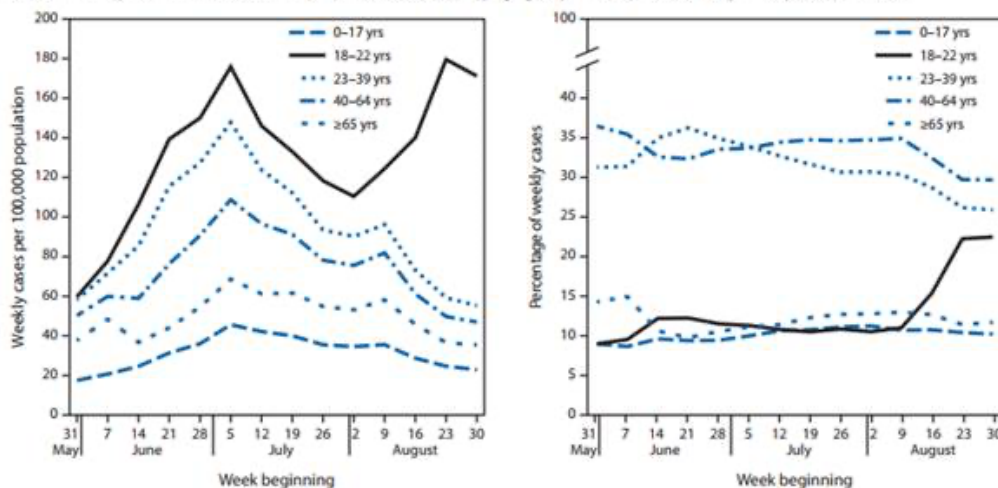 200
180
160
140
120
100
80
60
40
20
0
Weekly cases per 100,000 population
0–17 yrs
18–22 yrs
23–39 yrs
40–64 yrs
≥65 yrs
31 7 14 21 28 5 12 19 26 2 9 16 23 30
May June July August
Week beginning
100
40
35
30
25
20
15
10
5
0
Percentage of weekly cases
0–17 yrs
18–22 yrs
23–39 yrs
40–64 yrs
≥65 yrs
31 7 14 21 28 5 12 19 26 2 9 16 23 30
May June July August
Week beginning